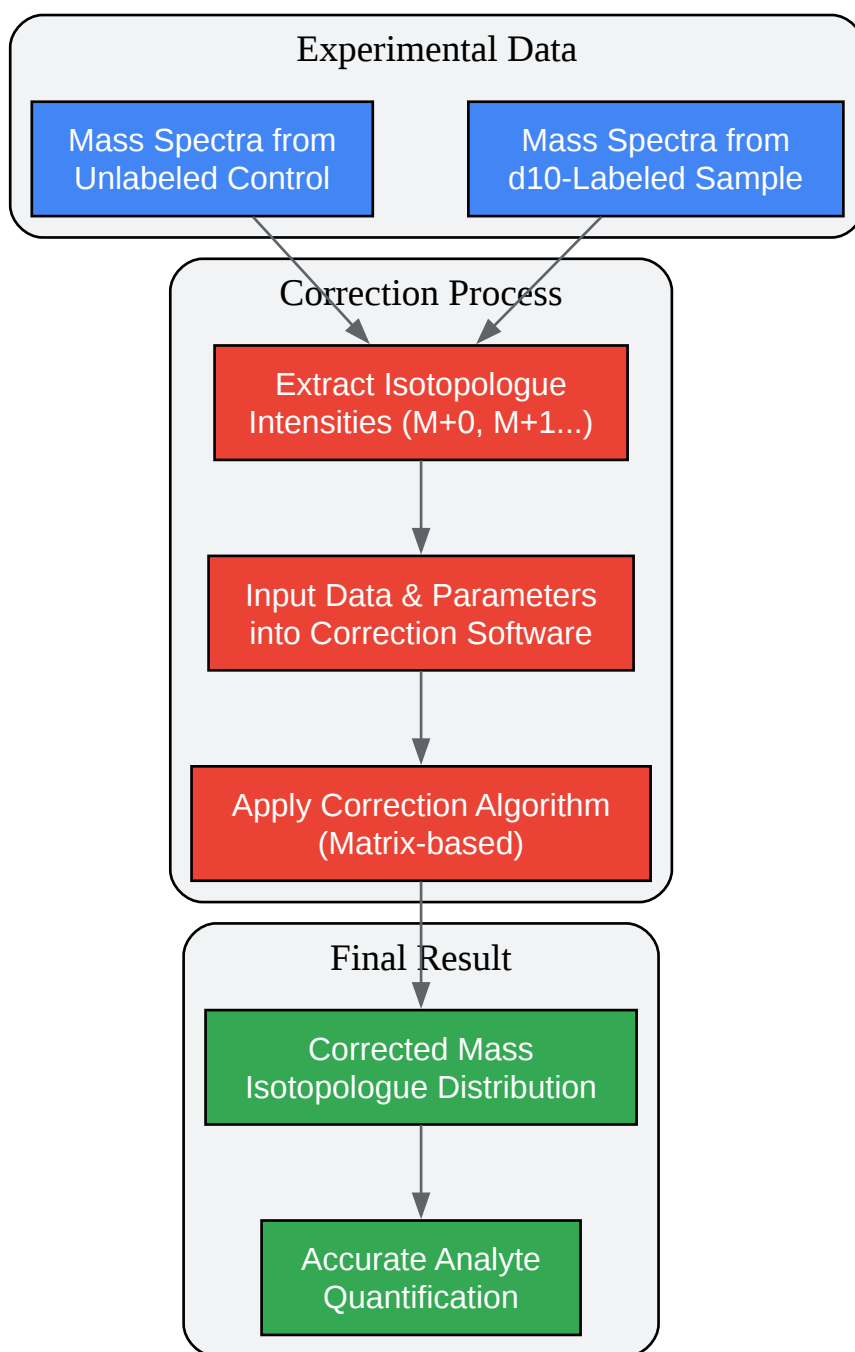 Experimental Data
Mass Spectra from
Unlabeled Control
Mass Spectra from
d10-Labeled Sample
Correction Process
Extract Isotopologue
Intensities (M+0, M+1...)
Input Data & Parameters
into Correction Software
Apply Correction Algorithm
(Matrix-based)
Final Result
Corrected Mass
Isotopologue Distribution
Accurate Analyte
Quantification